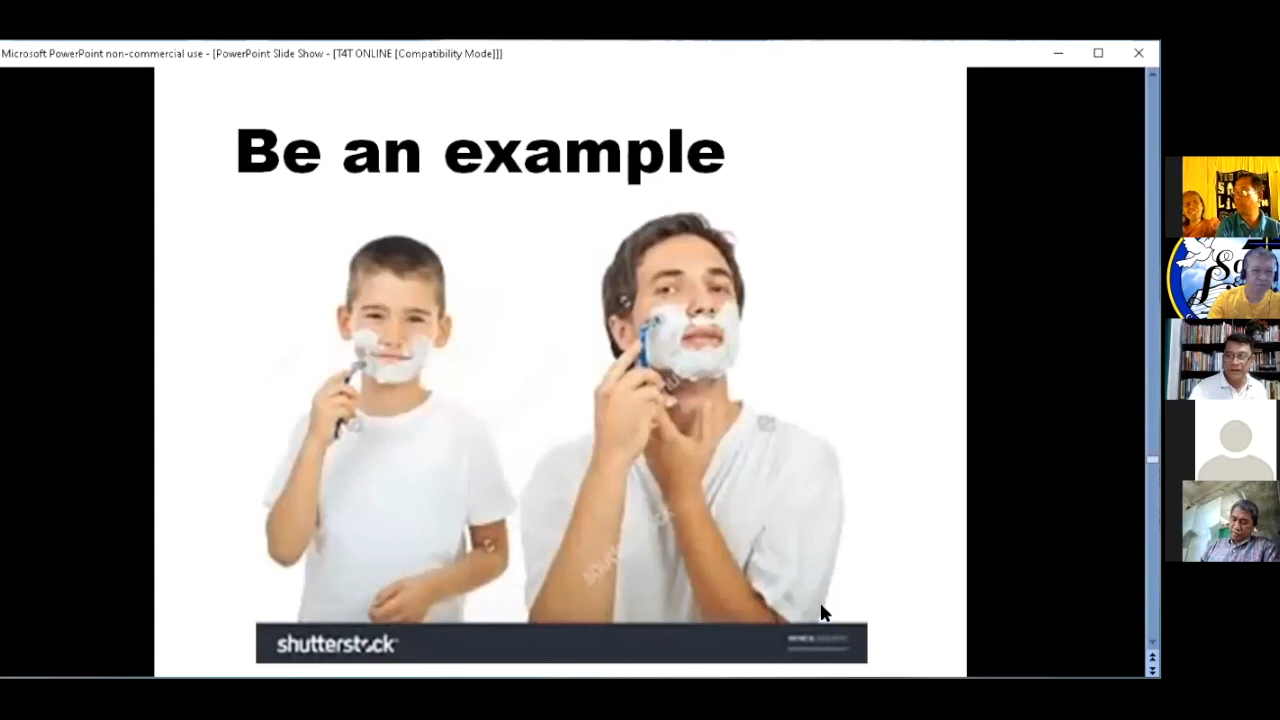 Microsoft PowerPoint non-commercial use - [PowerPoint Slide Show - [T4T ONLINE [Compatibility Mode]]]
Be an example
shutterstock